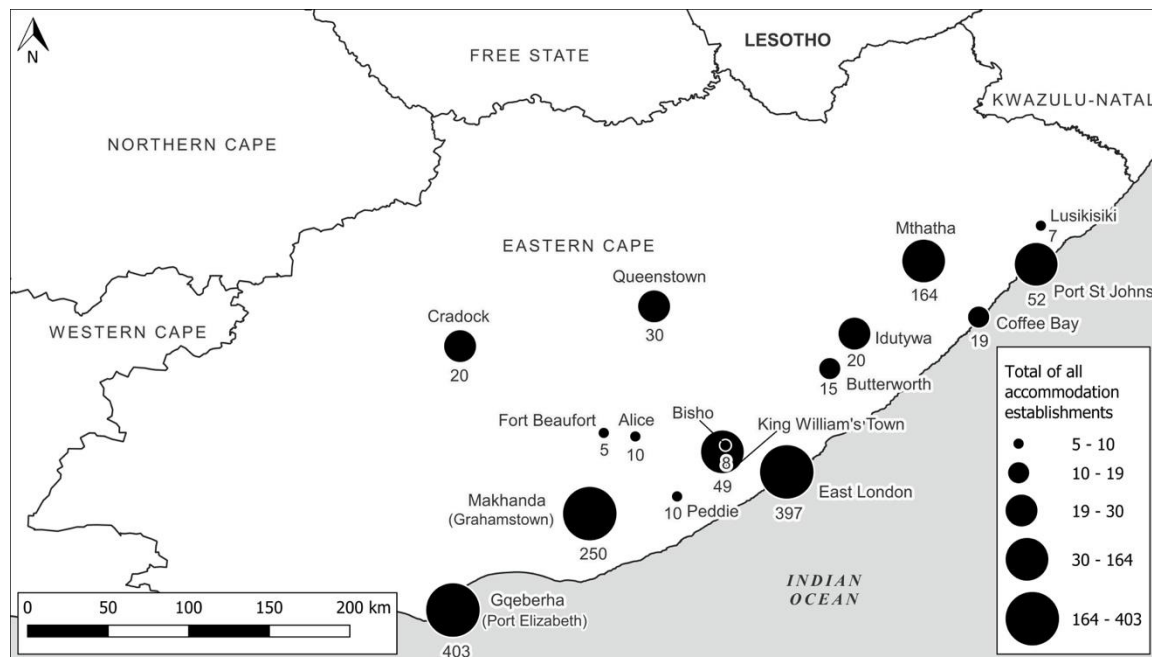 N
FREE STATE
LESOTHO
KWAZULU-NATAL
NORTHERN CAPE
EASTERN CAPE
WESTERN CAPE
Lusikisiki
7
Mthatha
164
Port St Johns
52
Queenstown
30
Coffee Bay
19
Cradock
20
Idutywa
20
Butterworth
15
Fort Beaufort
5
Alice
10
Bisho
8
King William's Town
49
East London
397
Makhanda
(Grahamstown)
250
Peddie
10
Gqeberha
(Port Elizabeth)
403
INDIAN
OCEAN
0 50 100 150 200 km
Total of all
accommodation
establishments
5 - 10
10 - 19
19 - 30
30 - 164
164 - 403